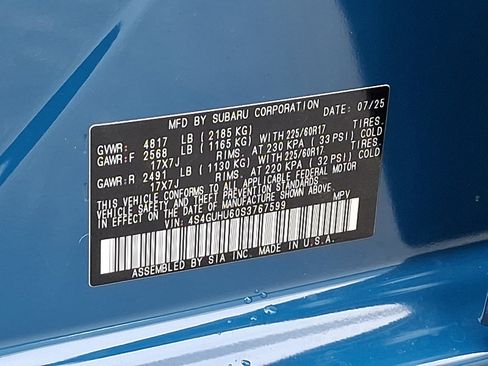 MFD BY SUBARU CORPORATION DATE: 07/25
GVWR: 4817 LB (2185 KG)
GAWR:F 2568 LB (1165 KG) WITH 225/60R17 TIRES.
17X7J RIMS. AT 230 KPA (33 PSI) COLD
GAWR:R 2491 LB (1130 KG) WITH 225/60R17 TIRES.
17X7J RIMS. AT 220 KPA (32 PSI) COLD
THIS VEHICLE CONFORMS TO ALL APPLICABLE FEDERAL MOTOR
VEHICLE SAFETY AND THEFT PREVENTION STANDARDS
IN EFFECT ON THE DATE OF MANUFACTURE SHOWN ABOVE.
VIN: 4S4GUHU60S3767599 MPV
ASSEMBLED BY SIA INC. MADE IN U.S.A.